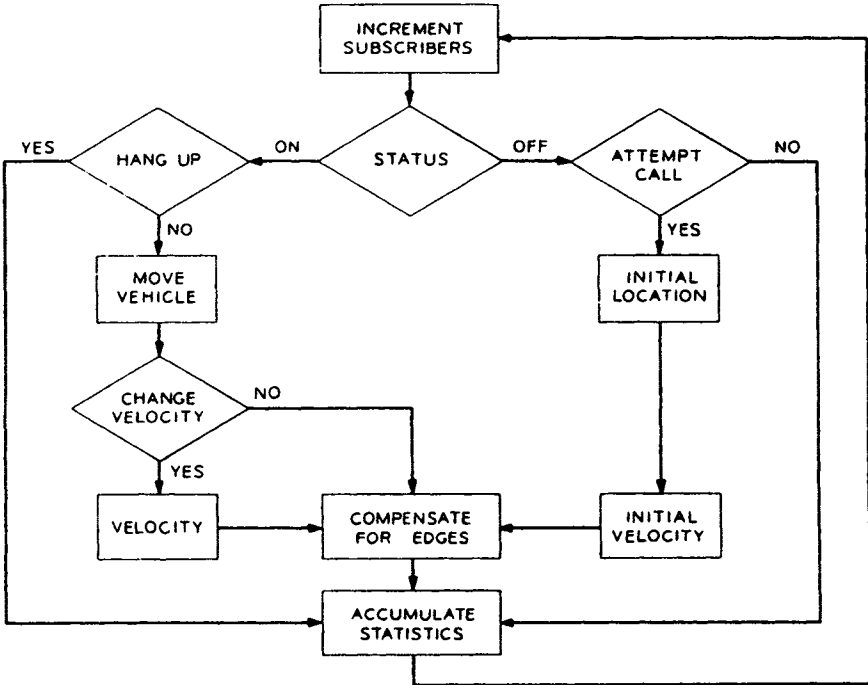 INCREMENT
SUBSCRIBERS
YES
HANG UP
ON
STATUS
OFF
ATTEMPT
CALL
NO
NO
YES
MOVE
VEHICLE
INITIAL
LOCATION
CHANGE
VELOCITY
NO
YES
VELOCITY
COMPENSATE
FOR EDGES
INITIAL
VELOCITY
ACCUMULATE
STATISTICS